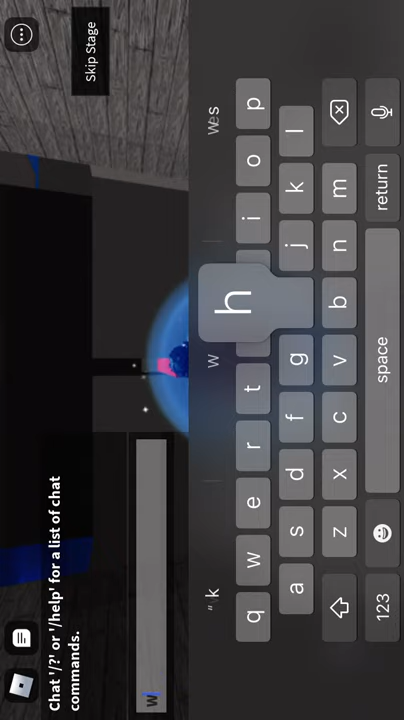 Skip Stage
Chat '/?' or '/help' for a list of chat
commands.
W
"k W Wes
q w e r t i o p
a s d f g h j k l
z x c v b n m
123 space return